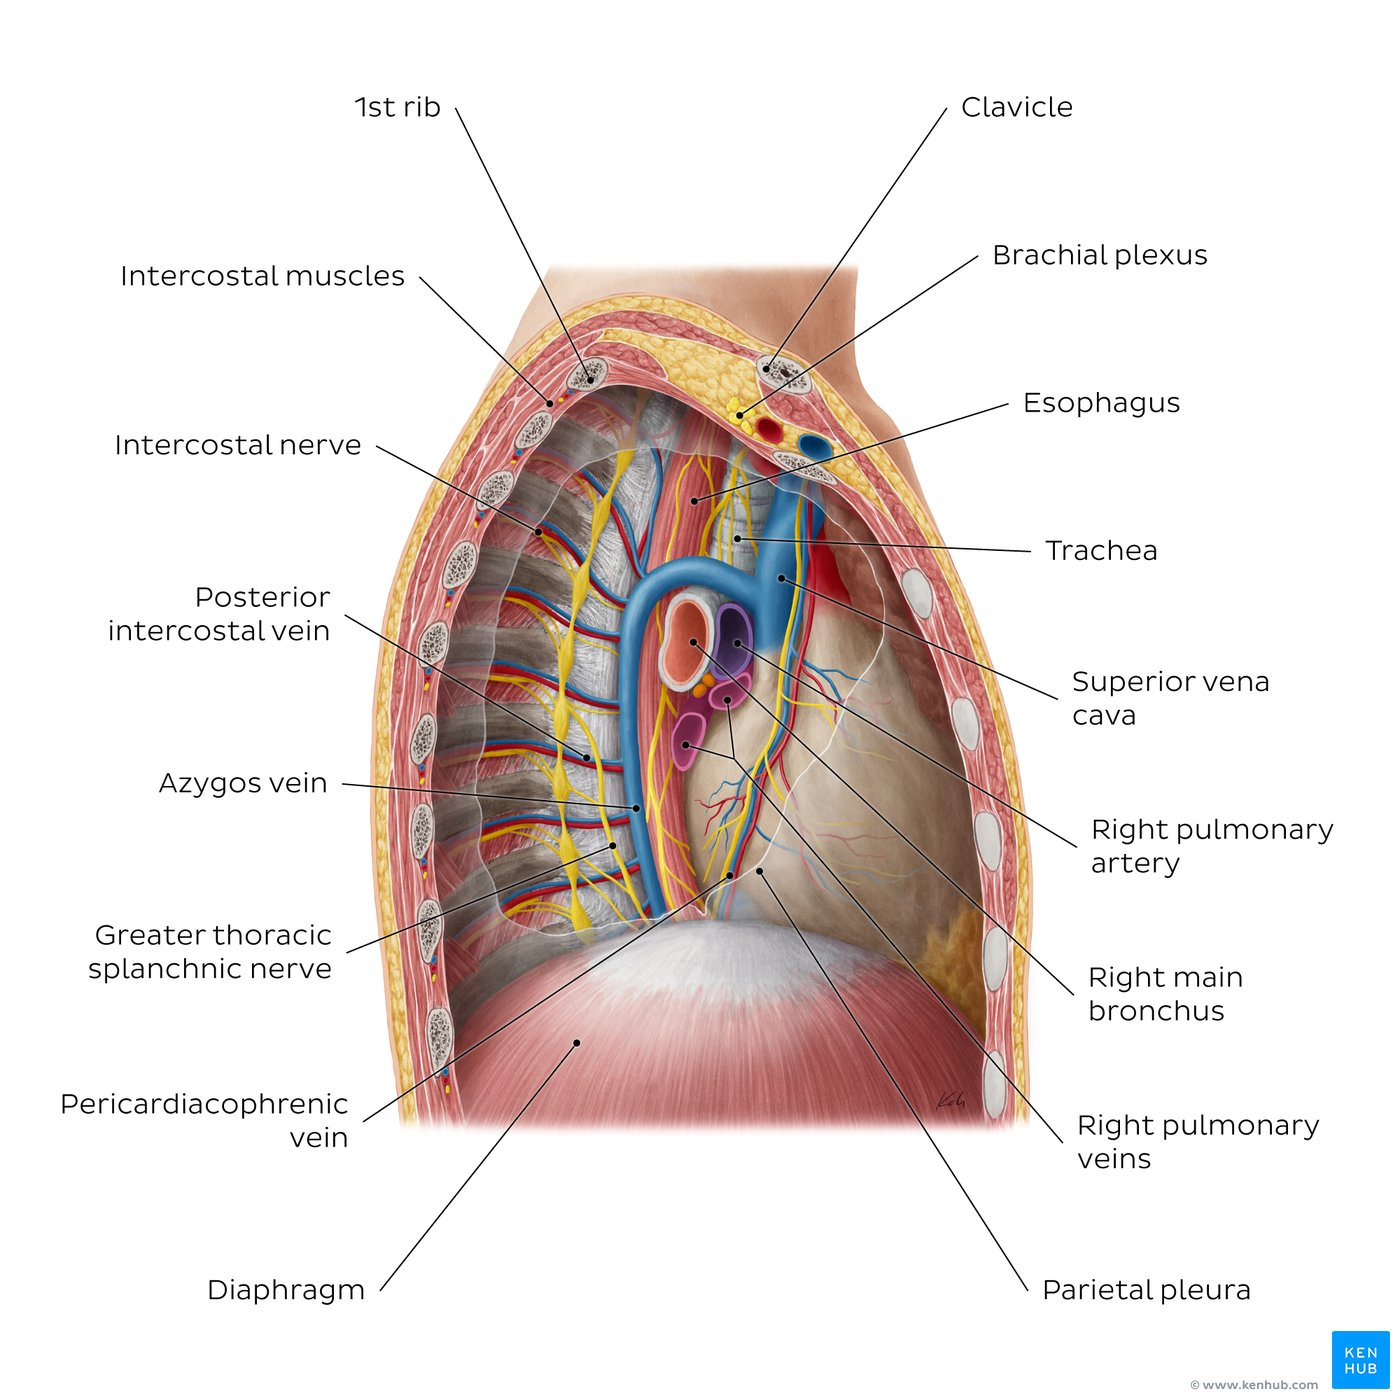 1st rib
Clavicle
Intercostal muscles
Brachial plexus
Esophagus
Intercostal nerve
Trachea
Posterior
intercostal vein
Superior vena
cava
Azygos vein
Right pulmonary
artery
Greater thoracic
splanchnic nerve
Right main
bronchus
Pericardiacophrenic
vein
Right pulmonary
veins
Diaphragm
Parietal pleura
KEN
HUB
© www.kenhub.com